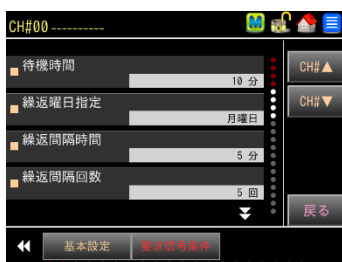 CH#00 ----------
M
待機時間
10 分
CH#▲
繰返曜日指定
月曜日
CH#▼
繰返間隔時間
5 分
繰返間隔回数
5 回
戻る
基本設定
要求信号条件